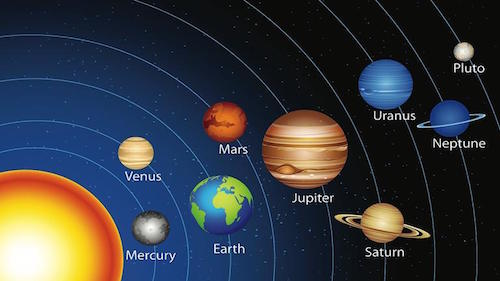 Pluto
Uranus
Neptune
Mars
Venus
Jupiter
Earth
Saturn
Mercury